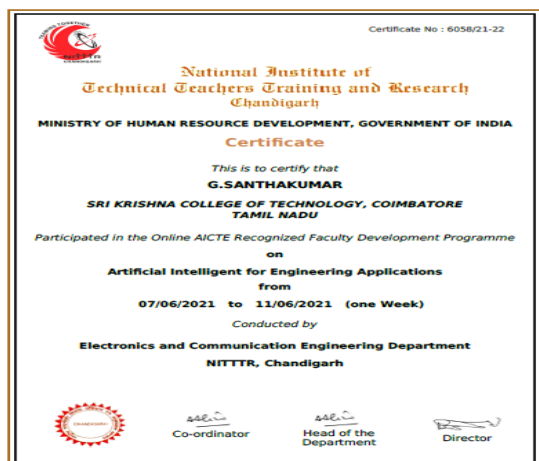 Certificate No : 6058/21-22
NITTTR
CHANDIGARH
National Institute of
Technical Teachers Training and Research
Chandigarh
MINISTRY OF HUMAN RESOURCE DEVELOPMENT, GOVERNMENT OF INDIA
Certificate
This is to certify that
G.SANTHAKUMAR
SRI KRISHNA COLLEGE OF TECHNOLOGY, COIMBATORE
TAMIL NADU
Participated in the Online AICTE Recognized Faculty Development Programme
on
Artificial Intelligent for Engineering Applications
from
07/06/2021 to 11/06/2021 (one Week)
Conducted by
Electronics and Communication Engineering Department
NITTTR, Chandigarh
CHANDIGARH
Co-ordinator
Head of the
Department
Director